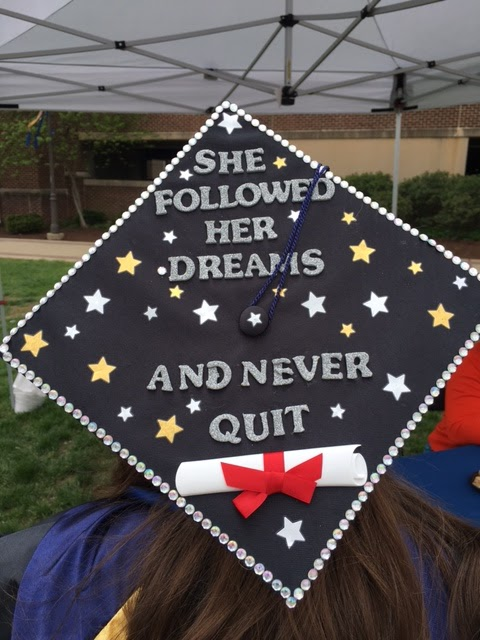 SHE
FOLLOWED
HER
DREAMS
AND NEVER
QUIT